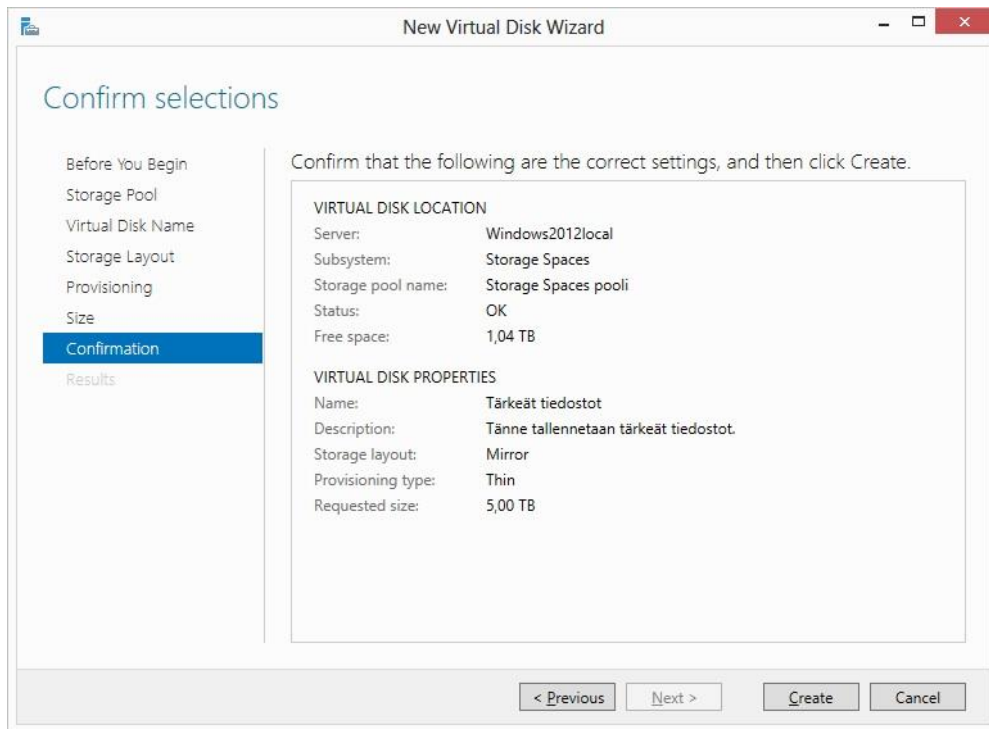 New Virtual Disk Wizard
Confirm selections
Before You Begin
Storage Pool
Virtual Disk Name
Storage Layout
Provisioning
Size
Confirmation
Results
Confirm that the following are the correct settings, and then click Create.
VIRTUAL DISK LOCATION
Server: Windows2012local
Subsystem: Storage Spaces
Storage pool name: Storage Spaces pooli
Status: OK
Free space: 1,04 TB
VIRTUAL DISK PROPERTIES
Name: Tärkeät tiedostot
Description: Tänne tallennetaan tärkeät tiedostot.
Storage layout: Mirror
Provisioning type: Thin
Requested size: 5,00 TB
< Previous Next > Create Cancel